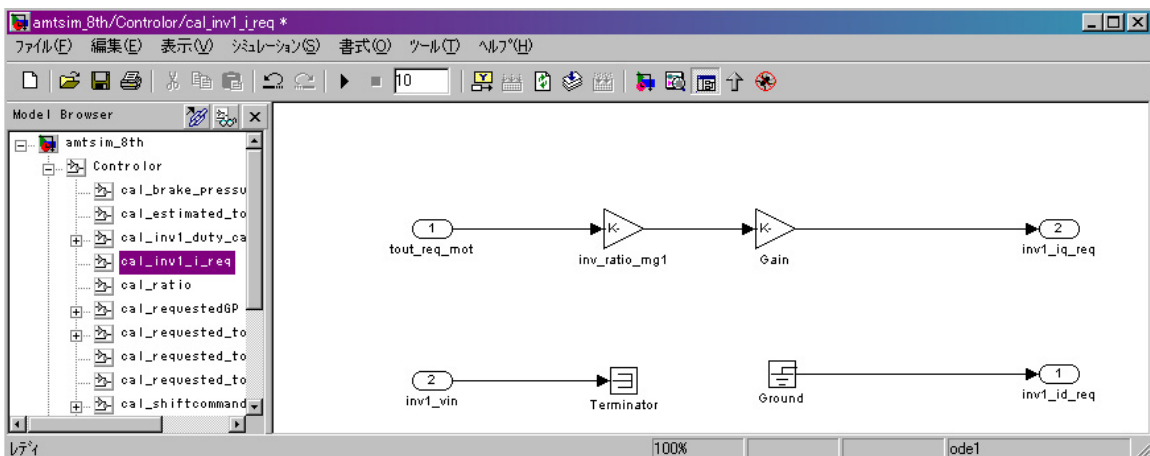 amtsim_8th/Controlor/cal_inv1_i_req *
ファイル(F) 編集(E) 表示(V) シミュレーション(S) 書式(O) ツール(T) ヘルプ(H)
10
Model Browser
amtsim_8th
Controlor
cal_brake_pressu
cal_estimated_to
cal_inv1_duty_ca
cal_inv1_i_req
cal_ratio
cal_requestedGP
cal_requested_to
cal_requested_to
cal_requested_to
cal_shiftcommand
1
K-
K-
2
tout_req_mot
inv_ratio_mg1
Gain
inv1_iq_req
2
1
inv1_vin
Terminator
Ground
inv1_id_req
レディ
100%
ode1